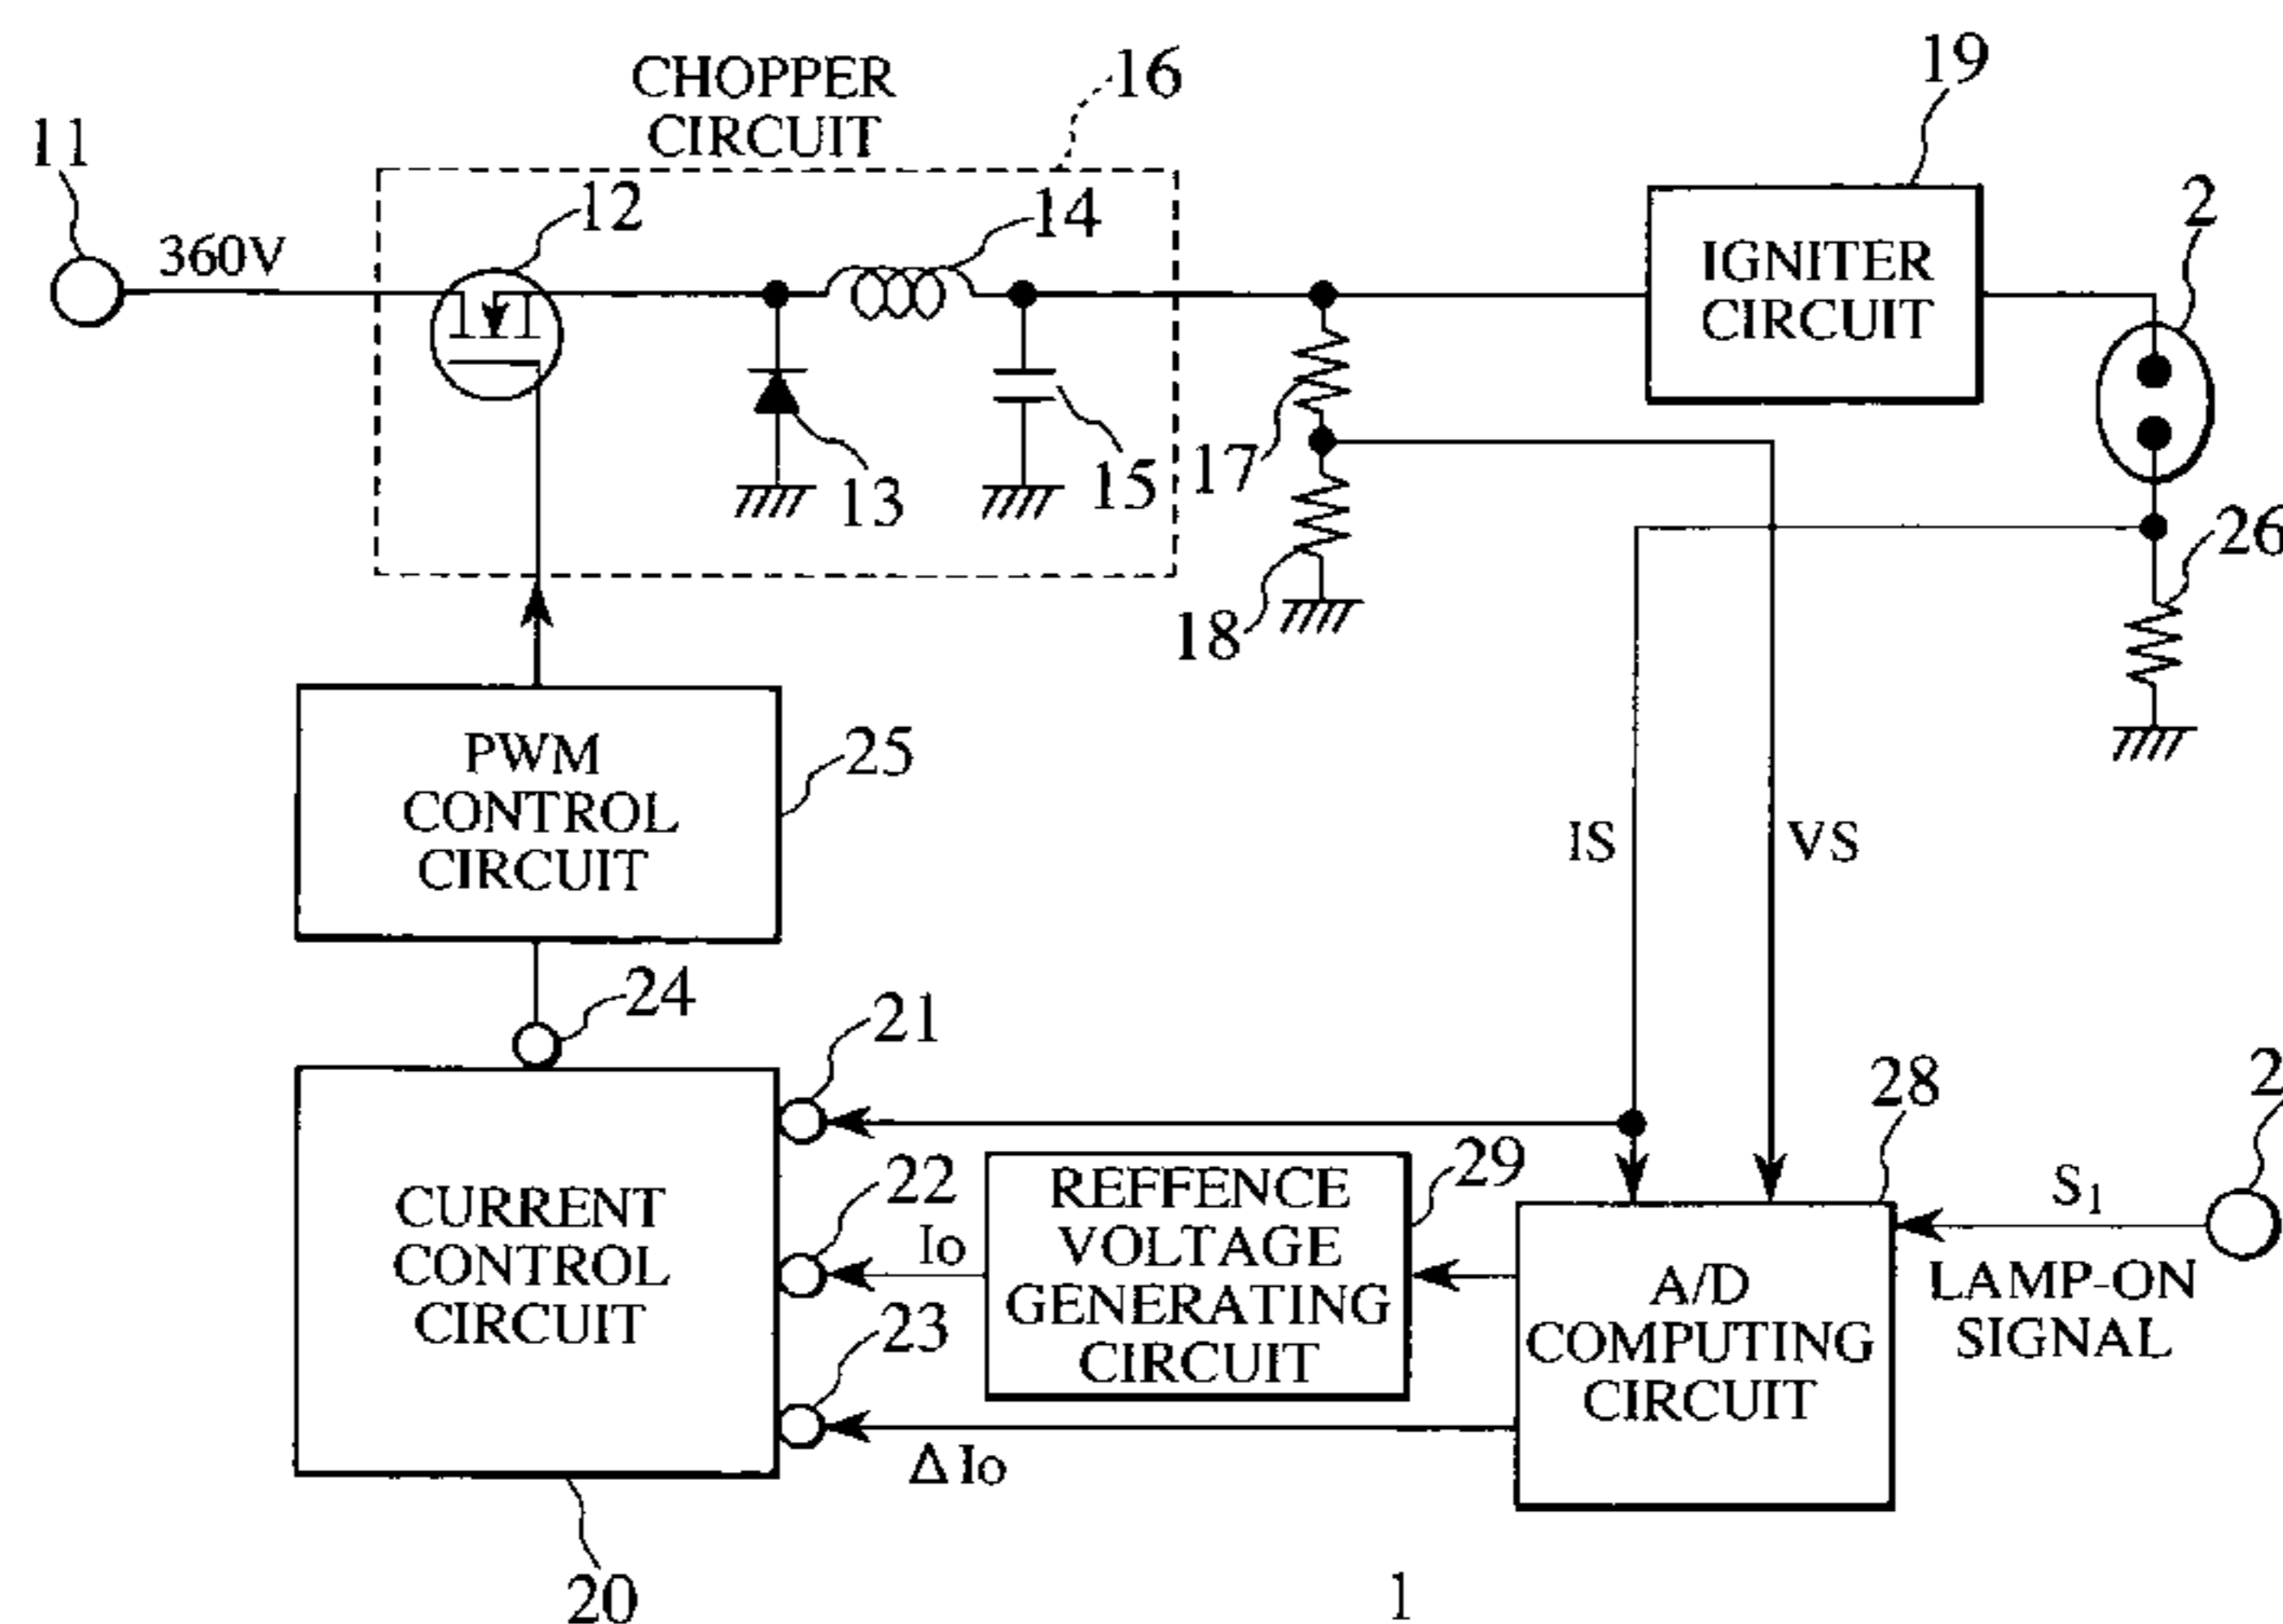 CHOPPER
CIRCUIT
16
19
11
12
14
2
360V
IGNITER
CIRCUIT
17
15
13
18
26
PWM
CONTROL
CIRCUIT
25
IS
VS
24
21
28
2
22
29
REFFENCE
VOLTAGE
GENERATING
CIRCUIT
Io
S1
CURRENT
CONTROL
CIRCUIT
23
A/D
COMPUTING
CIRCUIT
LAMP-ON
SIGNAL
ΔIo
20
1